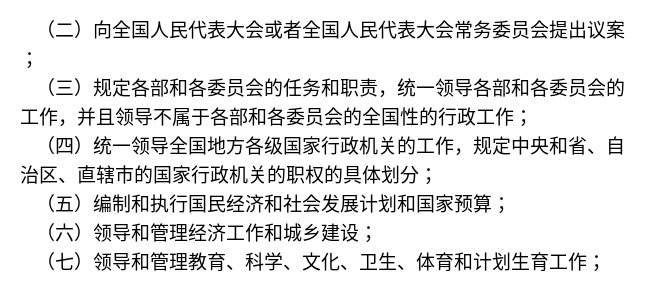 （二）向全国人民代表大会或者全国人民代表大会常务委员会提出议案
；
（三）规定各部和各委员会的任务和职责，统一领导各部和各委员会的
工作，并且领导不属于各部和各委员会的全国性的行政工作；
（四）统一领导全国地方各级国家行政机关的工作，规定中央和省、自
治区、直辖市的国家行政机关的职权的具体划分；
（五）编制和执行国民经济和社会发展计划和国家预算；
（六）领导和管理经济工作和城乡建设；
（七）领导和管理教育、科学、文化、卫生、体育和计划生育工作；